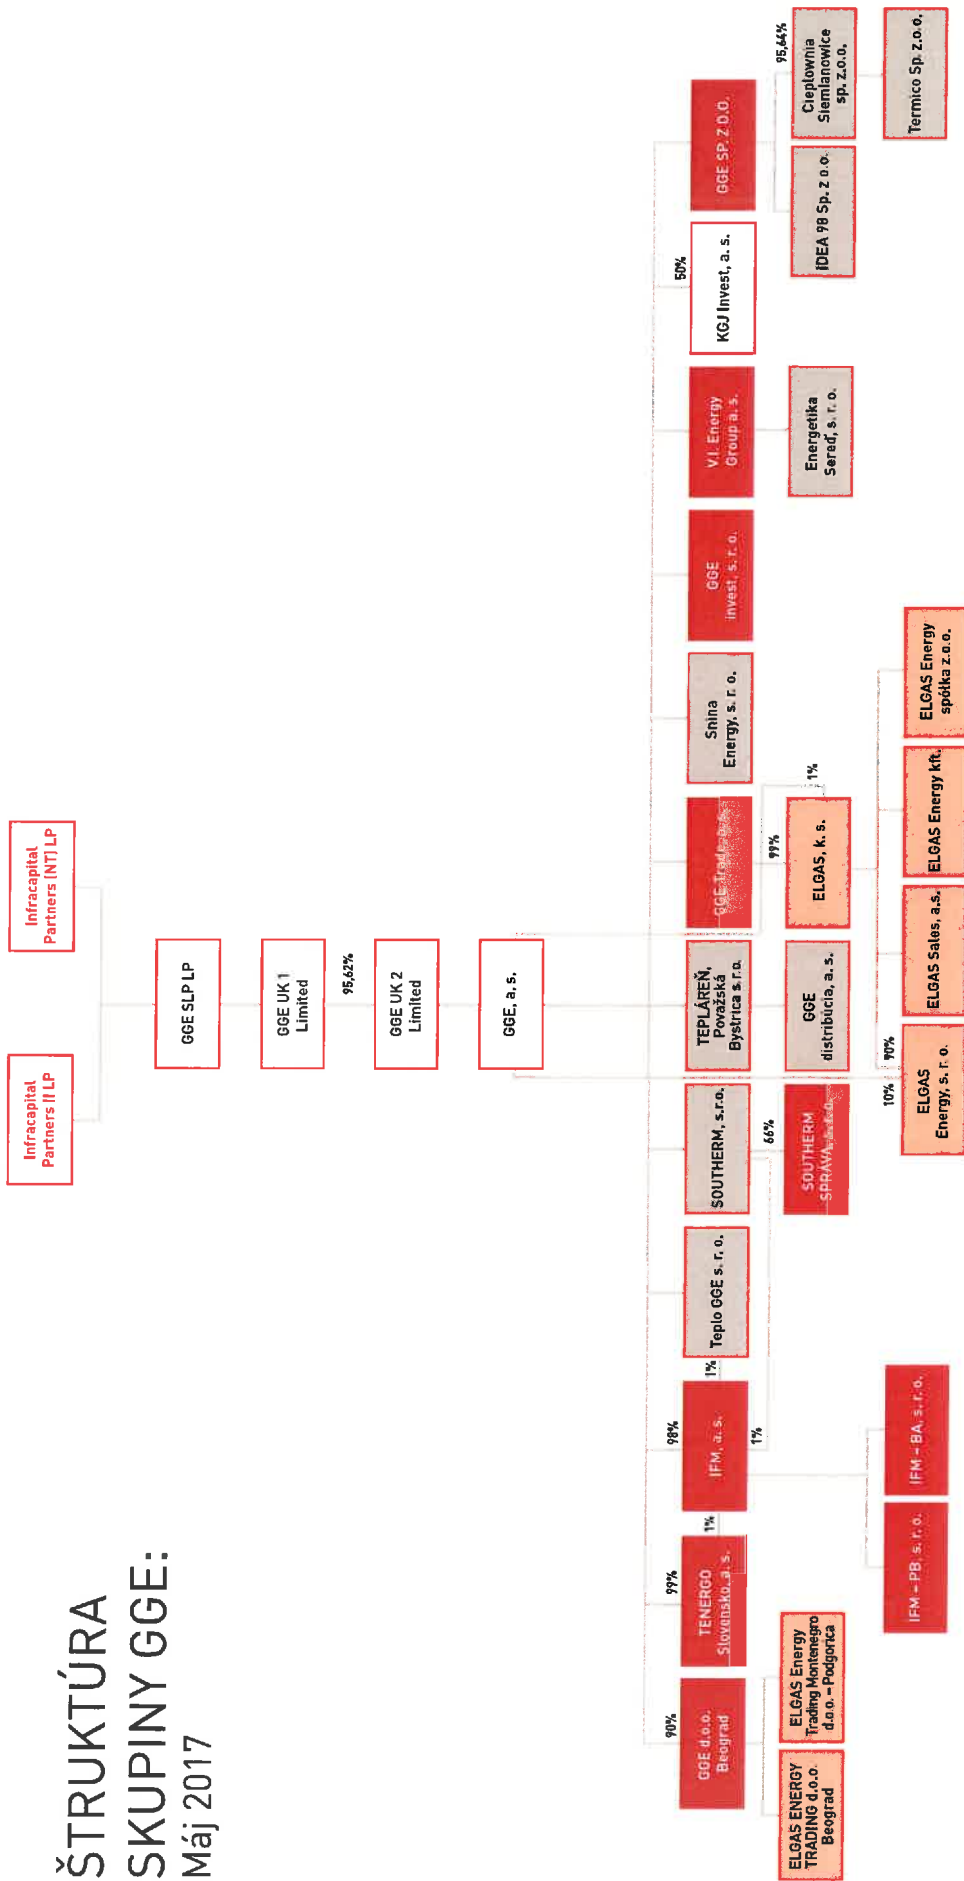 ŠTRUKTÚRA
SKUPINY GGE:
Máj 2017
Infracapital
Partners II LP
Infracapital
Partners (NT) LP
GGE SLP LP
GGE UK 1
Limited
95,62%
GGE UK 2
Limited
GGE, a. s.
90%
GGE d.o.o.
Beograd
99%
TENERGO
Slovensko, a. s.
1%
98%
IFM, a. s.
1%
1%
Teplo GGE s. r. o.
SOUTHERM, s.r.o.
TEPLÁREŇ,
Považská
Bystrica s.r.o.
GGE Trade, a.s.
Snina
Energy, s. r. o.
GGE
invest, s. r. o.
V.I. Energy
Group a. s.
50%
KGJ Invest, a. s.
GGE SP. Z O.O.
ELGAS ENERGY
TRADING d.o.o.
Beograd
ELGAS Energy
Trading Montenegro
d.o.o. – Podgorica
66%
SOUTHERM
SPRÁVA, s. r. o.
GGE
distribúcia, a. s.
99%
1%
ELGAS, k. s.
Energetika
Sereď, s. r. o.
IDEA 98 Sp. z o.o.
95,64%
Ciepłownia
Siemianowice
sp. z.o.o.
IFM – PB, s. r. o.
IFM – BA, s. r. o.
10%
90%
ELGAS
Energy, s. r. o.
ELGAS Sales, a.s.
ELGAS Energy kft.
ELGAS Energy
spółka z.o.o.
Termico Sp. z.o.o.